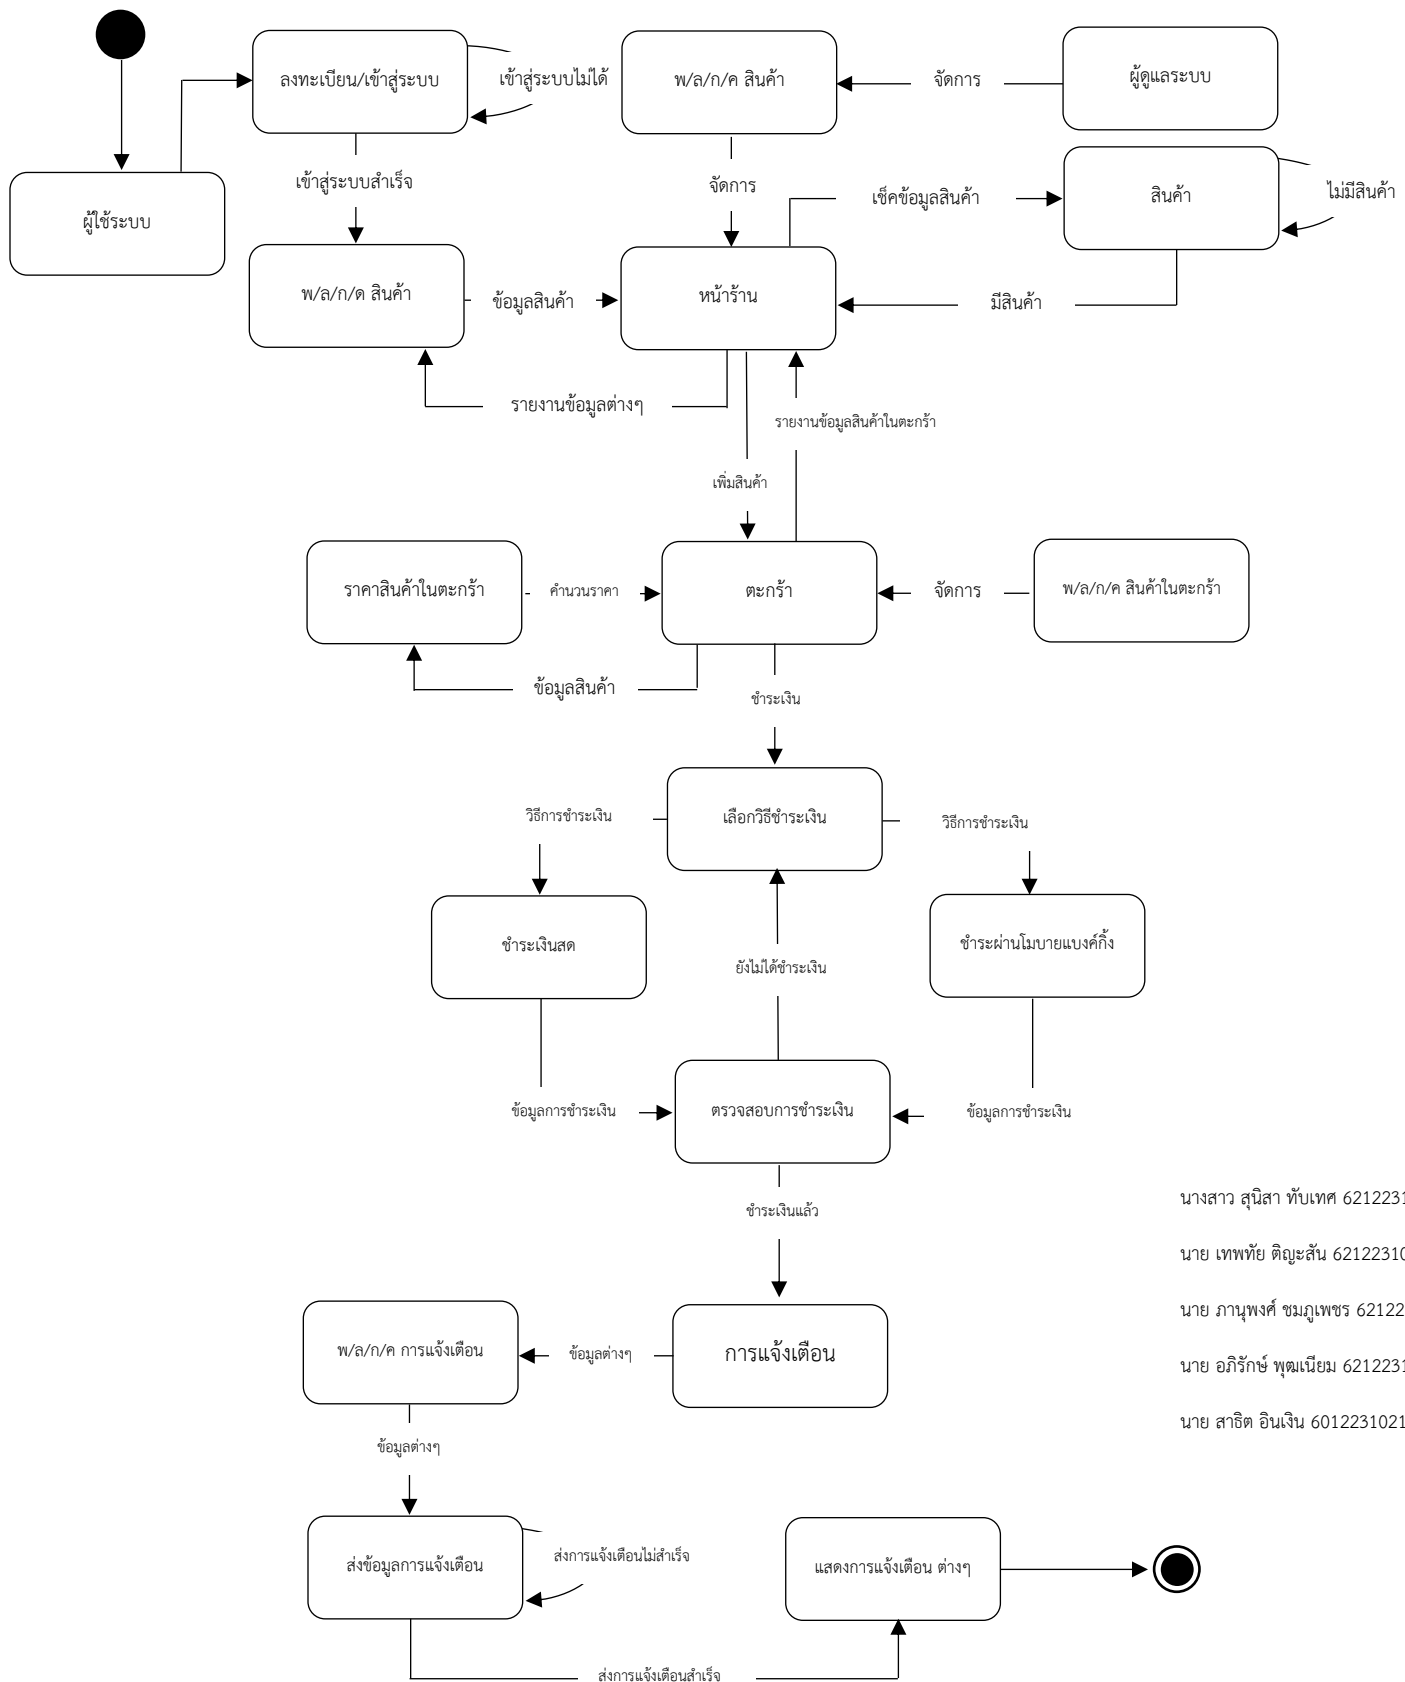 ลงทะเบียน/เข้าสู่ระบบ
เข้าสู่ระบบไม่ได้
พ/ล/ก/ค สินค้า
จัดการ
ผู้ดูแลระบบ
ผู้ใช้ระบบ
เข้าสู่ระบบสำเร็จ
จัดการ
เช็คข้อมูลสินค้า
สินค้า
ไม่มีสินค้า
พ/ล/ก/ด สินค้า
ข้อมูลสินค้า
หน้าร้าน
มีสินค้า
รายงานข้อมูลต่างๆ
รายงานข้อมูลสินค้าในตะกร้า
เพิ่มสินค้า
ราคาสินค้าในตะกร้า
คำนวนราคา
ตะกร้า
จัดการ
พ/ล/ก/ค สินค้าในตะกร้า
ข้อมูลสินค้า
ชำระเงิน
วิธีการชำระเงิน
เลือกวิธีชำระเงิน
วิธีการชำระเงิน
ชำระเงินสด
ยังไม่ได้ชำระเงิน
ชำระผ่านโมบายแบงค์กิ้ง
ข้อมูลการชำระเงิน
ตรวจสอบการชำระเงิน
ข้อมูลการชำระเงิน
ชำระเงินแล้ว
นางสาว สุนิสา ทับเทศ 6212231
นาย เทพทัย ติญะสัน 62122310
นาย ภานุพงศ์ ชมภูเพชร 62122
นาย อภิรักษ์ พุฒเนียม 6212231
นาย สาธิต อินเงิน 6012231021
พ/ล/ก/ค การแจ้งเตือน
ข้อมูลต่างๆ
การแจ้งเตือน
ข้อมูลต่างๆ
ส่งข้อมูลการแจ้งเตือน
ส่งการแจ้งเตือนไม่สำเร็จ
แสดงการแจ้งเตือน ต่างๆ
ส่งการแจ้งเตือนสำเร็จ